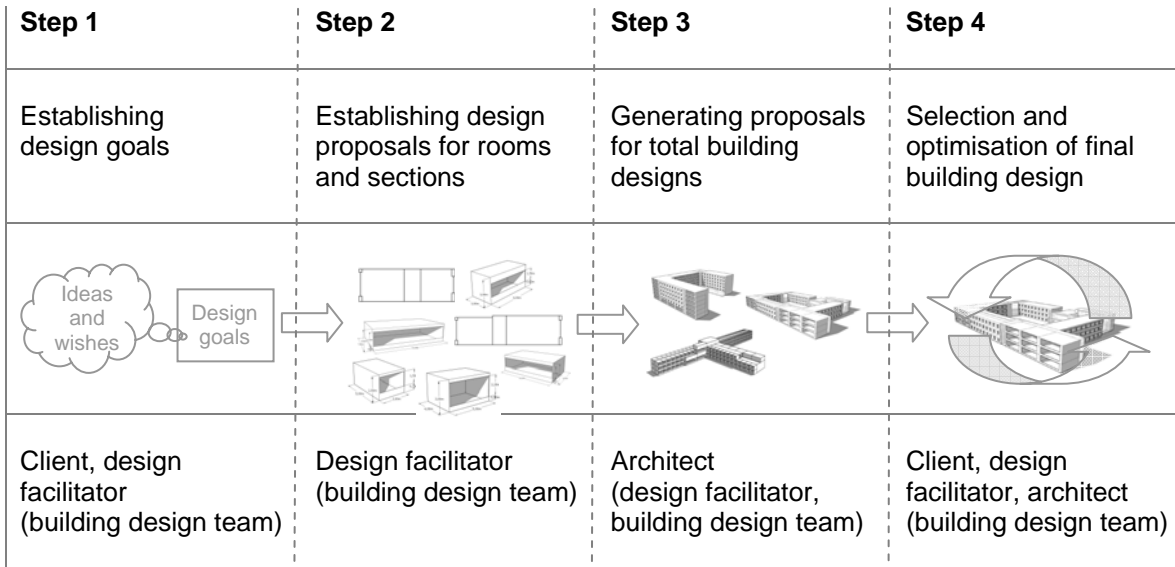 Step 1
Step 2
Step 3
Step 4
Establishing
design goals
Establishing design
proposals for rooms
and sections
Generating proposals
for total building
designs
Selection and
optimisation of final
building design
Ideas
and
wishes
Design
goals
Client, design
facilitator
(building design team)
Design facilitator
(building design team)
Architect
(design facilitator,
building design team)
Client, design
facilitator, architect
(building design team)